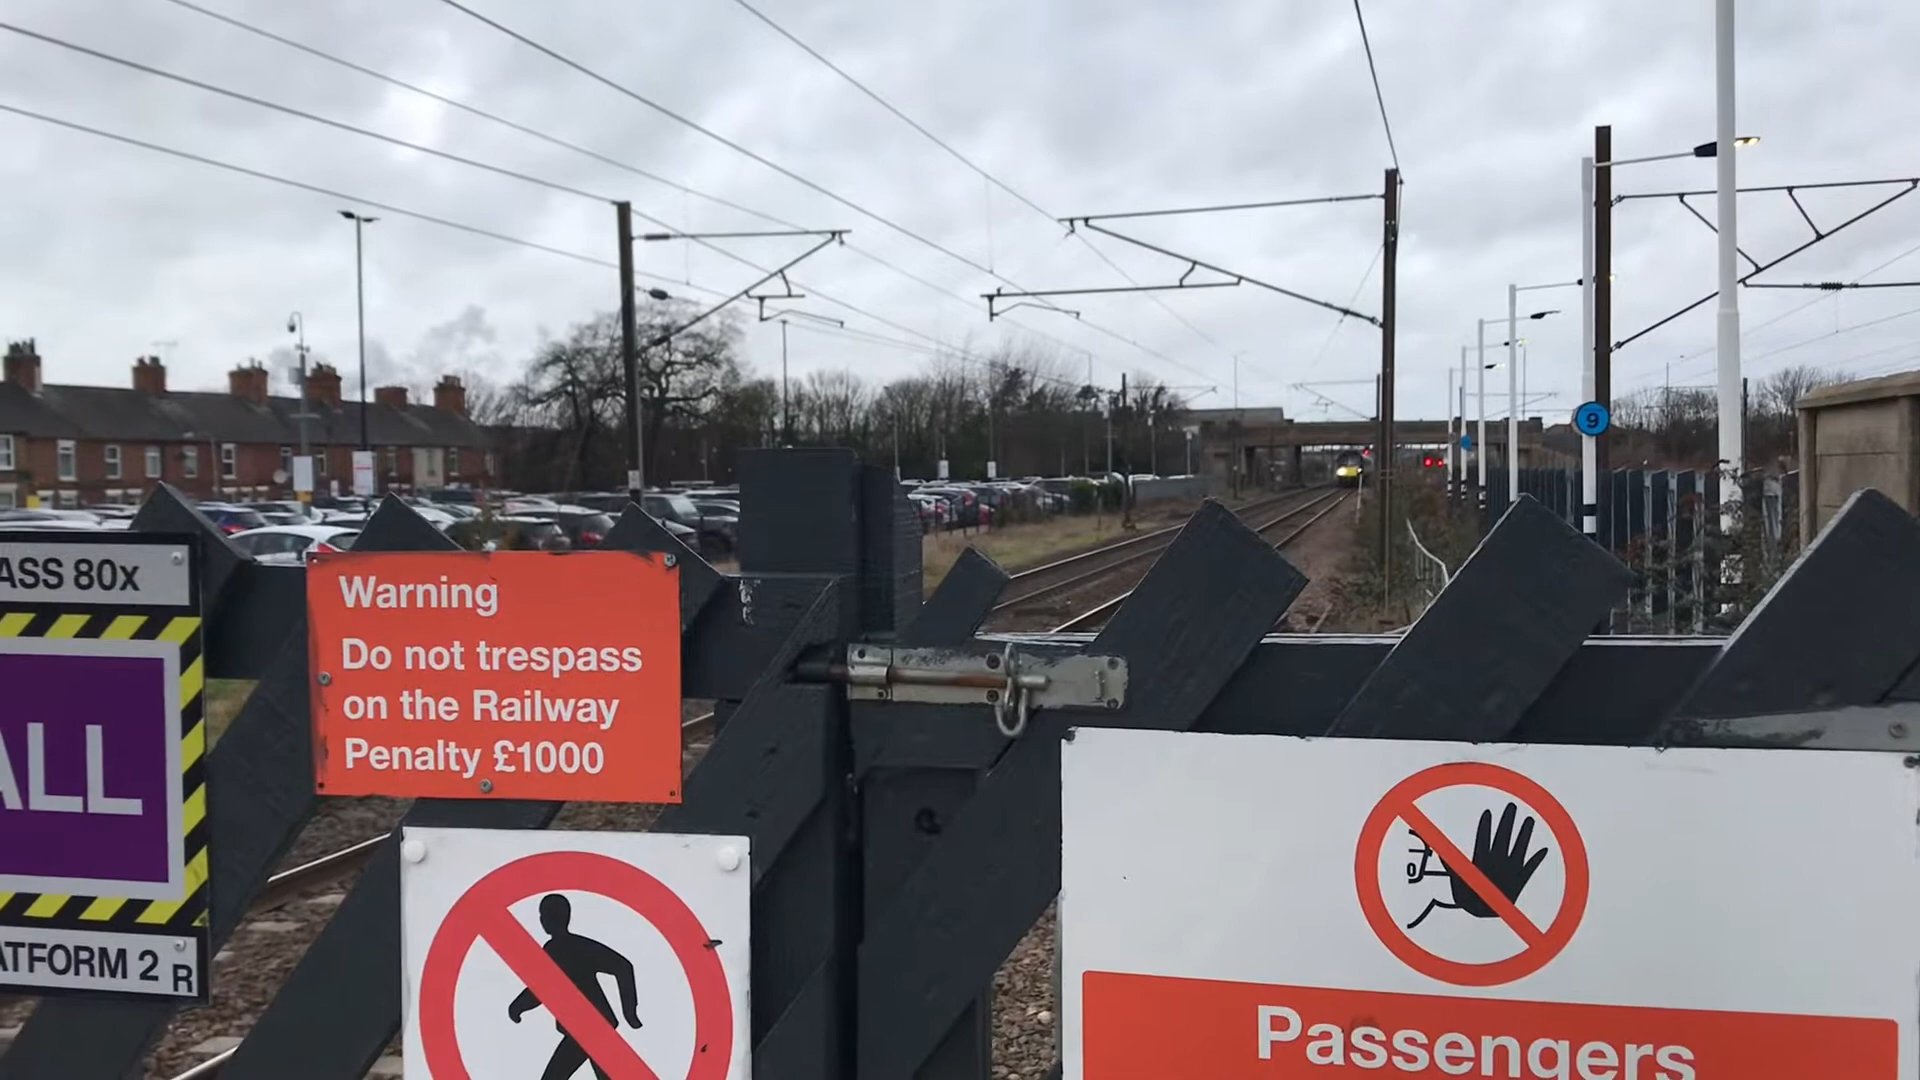 ASS 80x
ALL
ATFORM 2 R
Warning
Do not trespass
on the Railway
Penalty £1000
9
Passengers